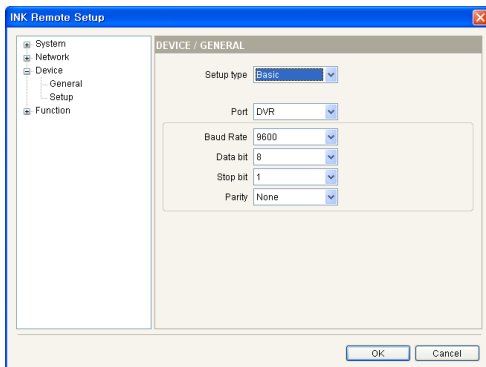 INK Remote Setup
System
Network
Device
General
Setup
Function
DEVICE / GENERAL
Setup type Basic
Port DVR
Baud Rate 9600
Data bit 8
Stop bit 1
Parity None
OK Cancel